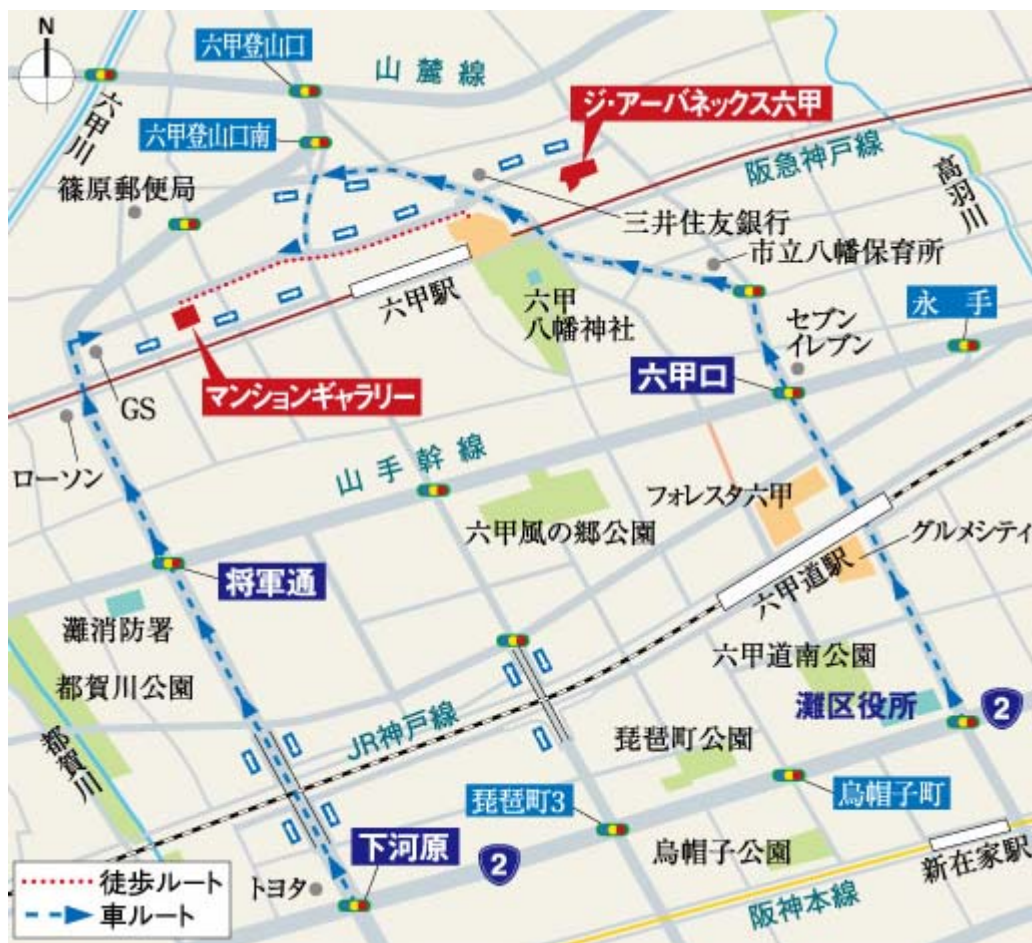 N
六甲登山口
山麓線
ジ・アーバネックス六甲
六甲川
六甲登山口南
阪急神戸線
高羽川
篠原郵便局
三井住友銀行
市立八幡保育所
六甲駅
六甲
八幡神社
永手
セブン
イレブン
六甲口
マンションギャラリー
GS
ローソン
山手幹線
フォレスタ六甲
六甲風の郷公園
グルメシティ
将軍通
六甲道駅
灘消防署
六甲道南公園
都賀川公園
灘区役所
2
JR神戸線
都賀川
琵琶町公園
琵琶町3
烏帽子町
下河原
2
烏帽子公園
新在家駅
トヨタ
阪神本線
徒歩ルート
車ルート